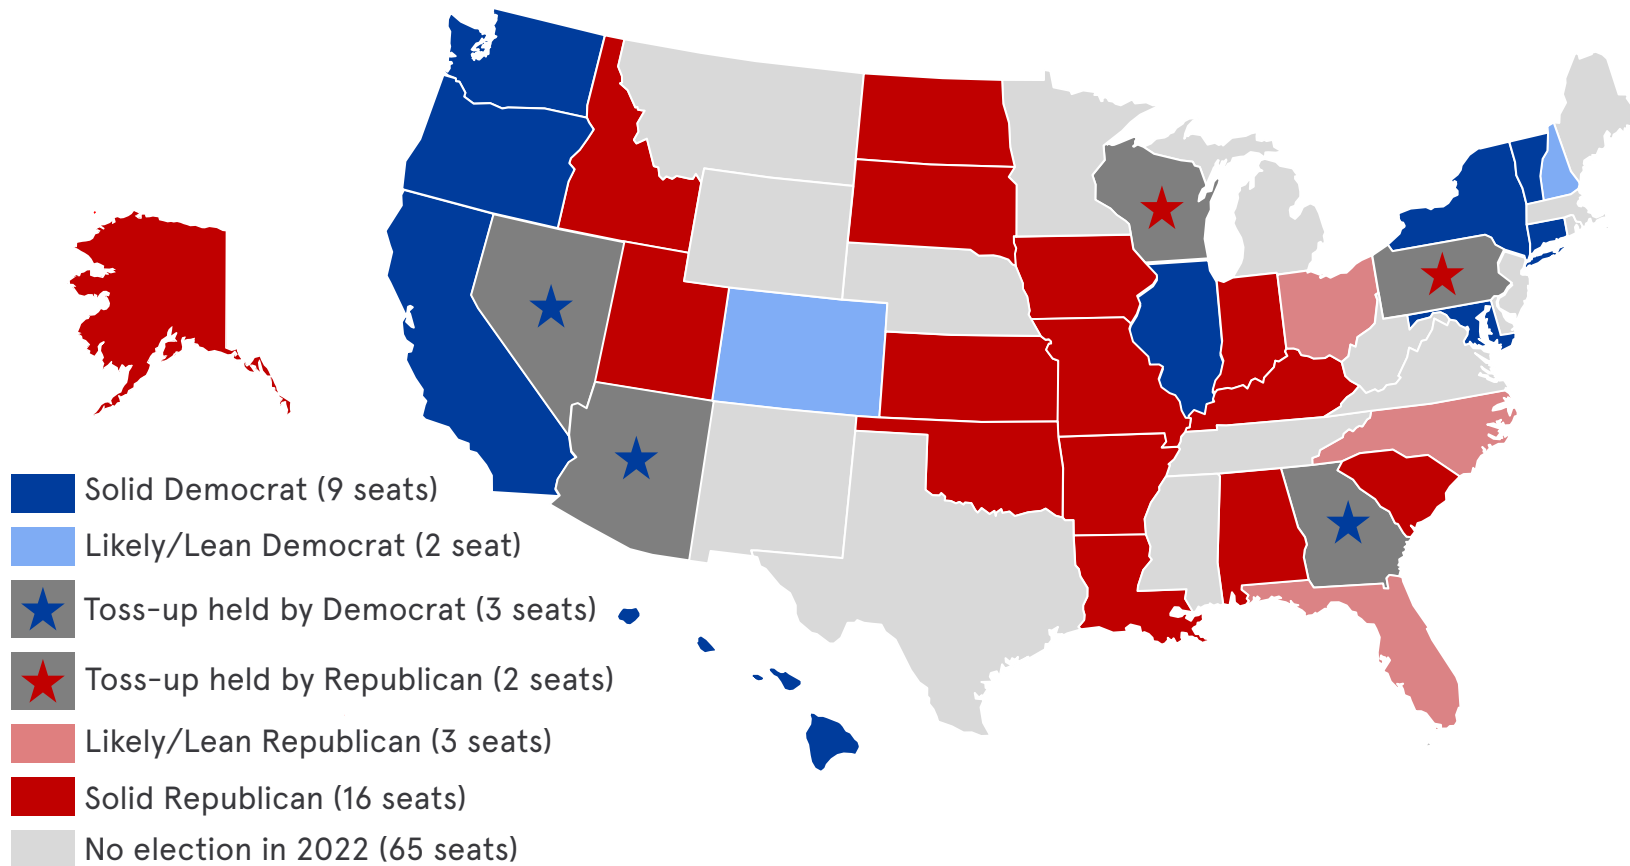 Solid Democrat (9 seats)
Likely/Lean Democrat (2 seat)
Toss-up held by Democrat (3 seats)
Toss-up held by Republican (2 seats)
Likely/Lean Republican (3 seats)
Solid Republican (16 seats)
No election in 2022 (65 seats)